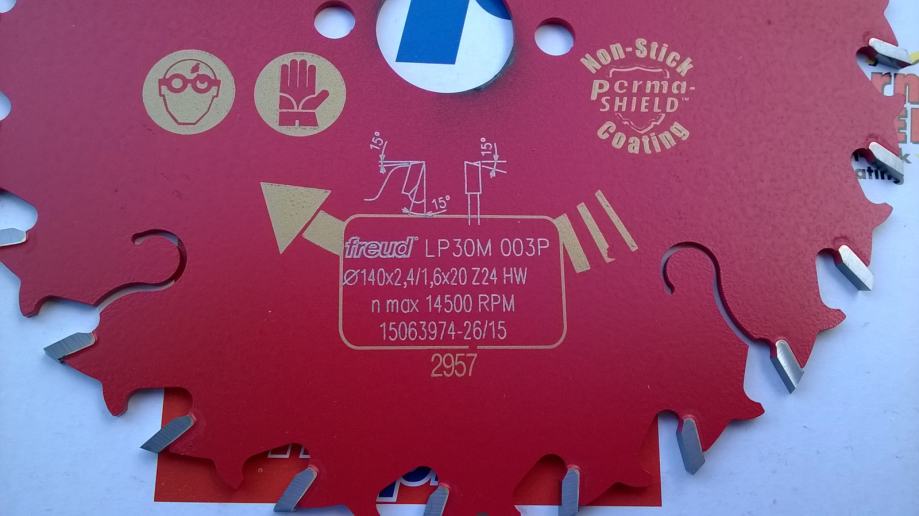 Non-Stick
Perma-
SHIELD™
Coating
15°
15°
15°
freud® LP30M 003P
Ø140x2,4/1,6x20 Z24 HW
n max 14500 RPM
15063974-26/15
2957